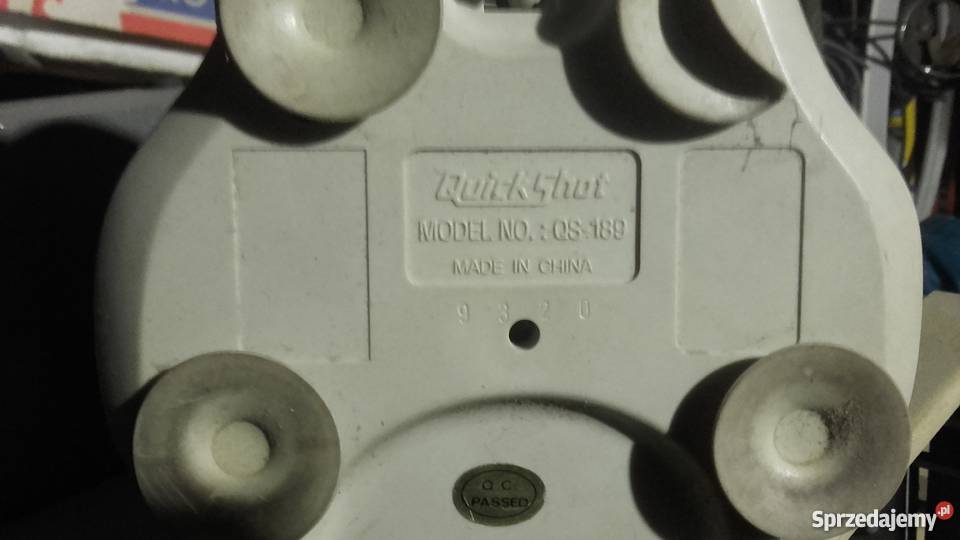 QuickShot
MODEL NO. : QS-189
MADE IN CHINA
9 3 2 0
Q.C.
PASSED
Sprzedajemy.pl